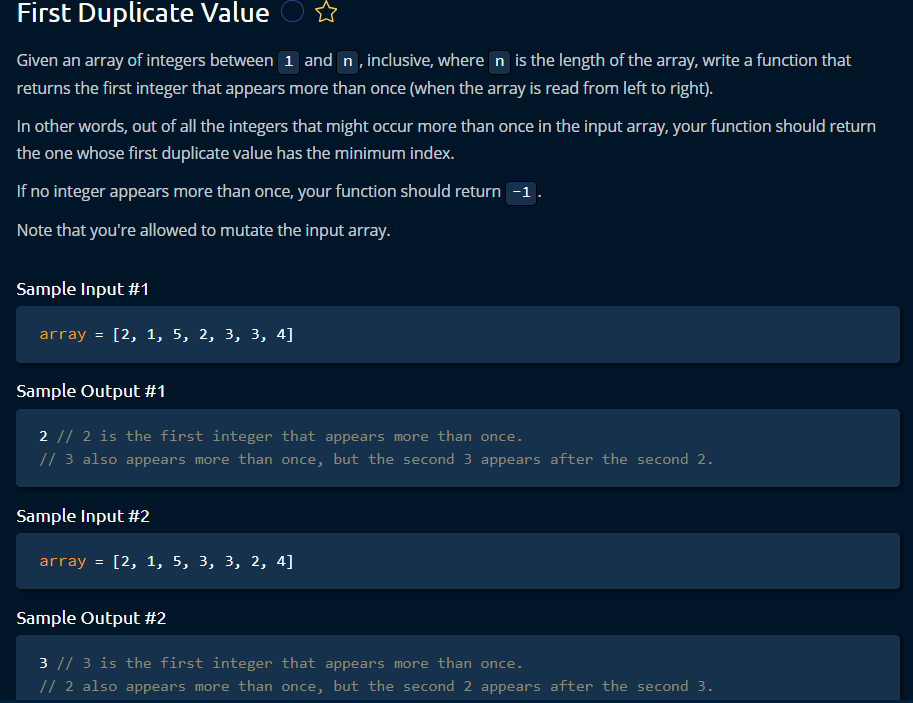 First Duplicate Value
Given an array of integers between 1 and n, inclusive, where n is the length of the array, write a function that
returns the first integer that appears more than once (when the array is read from left to right).
In other words, out of all the integers that might occur more than once in the input array, your function should return
the one whose first duplicate value has the minimum index.
If no integer appears more than once, your function should return -1.
Note that you're allowed to mutate the input array.
Sample Input #1
array = [2, 1, 5, 2, 3, 3, 4]
Sample Output #1
2 // 2 is the first integer that appears more than once.
// 3 also appears more than once, but the second 3 appears after the second 2.
Sample Input #2
array = [2, 1, 5, 3, 3, 2, 4]
Sample Output #2
3 // 3 is the first integer that appears more than once.
// 2 also appears more than once, but the second 2 appears after the second 3.